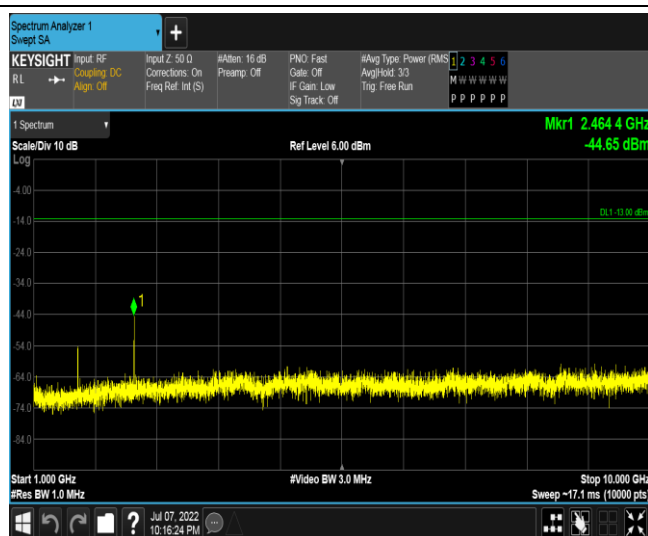 Spectrum Analyzer 1
Swept SA
+
KEYSIGHT Input: RF Input Z: 50 Ω #Atten: 16 dB PNO: Fast #Avg Type: Power (RMS 1 2 3 4 5 6
RL Coupling: DC Corrections: On Preamp: Off Gate: Off Avg|Hold: 3/3 M W W W W W
Align: Off Freq Ref: Int (S) IF Gain: Low Trig: Free Run
Sig Track: Off P P P P P P
LXI
1 Spectrum
Mkr1 2.464 4 GHz
Scale/Div 10 dB Ref Level 6.00 dBm -44.65 dBm
Log
-4.00
DL1 -13.00 dBm
-14.0
-24.0
-34.0
1
-44.0
-54.0
-64.0
-74.0
-84.0
Start 1.000 GHz #Video BW 3.0 MHz Stop 10.000 GHz
#Res BW 1.0 MHz Sweep ~17.1 ms (10000 pts)
? Jul 07, 2022
10:16:24 PM